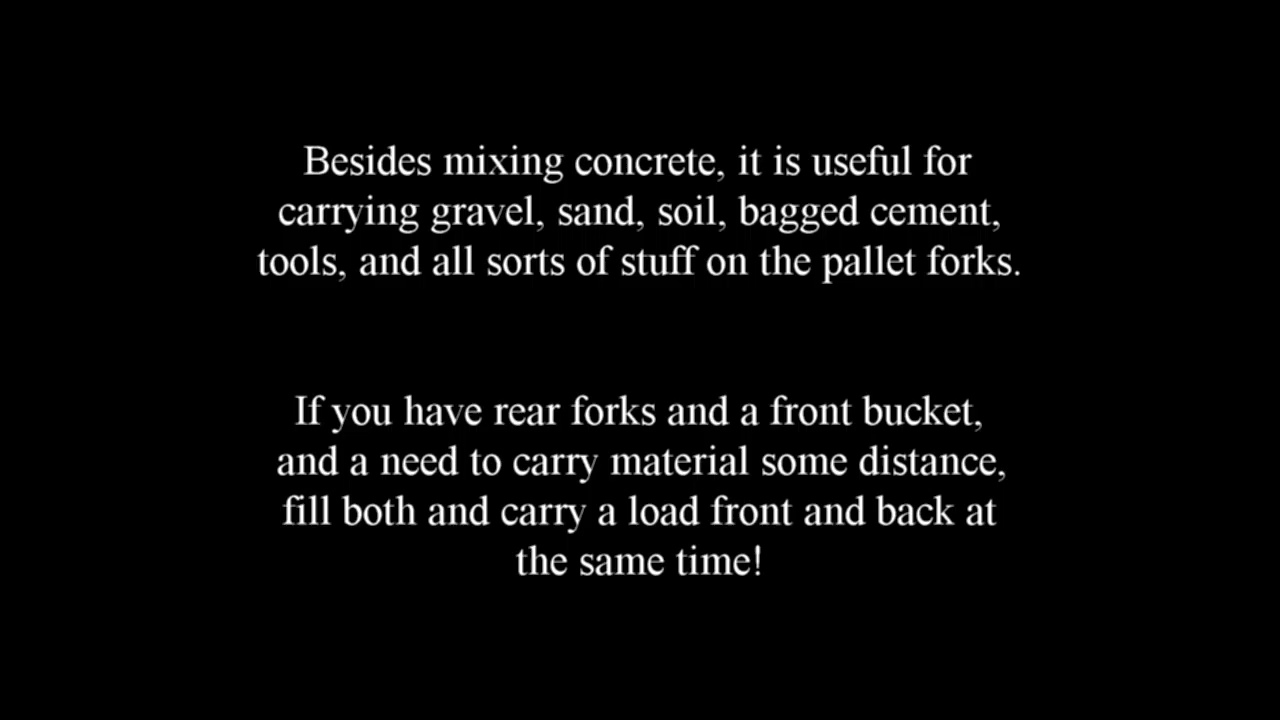 Besides mixing concrete, it is useful for
carrying gravel, sand, soil, bagged cement,
tools, and all sorts of stuff on the pallet forks.
If you have rear forks and a front bucket,
and a need to carry material some distance,
fill both and carry a load front and back at
the same time!